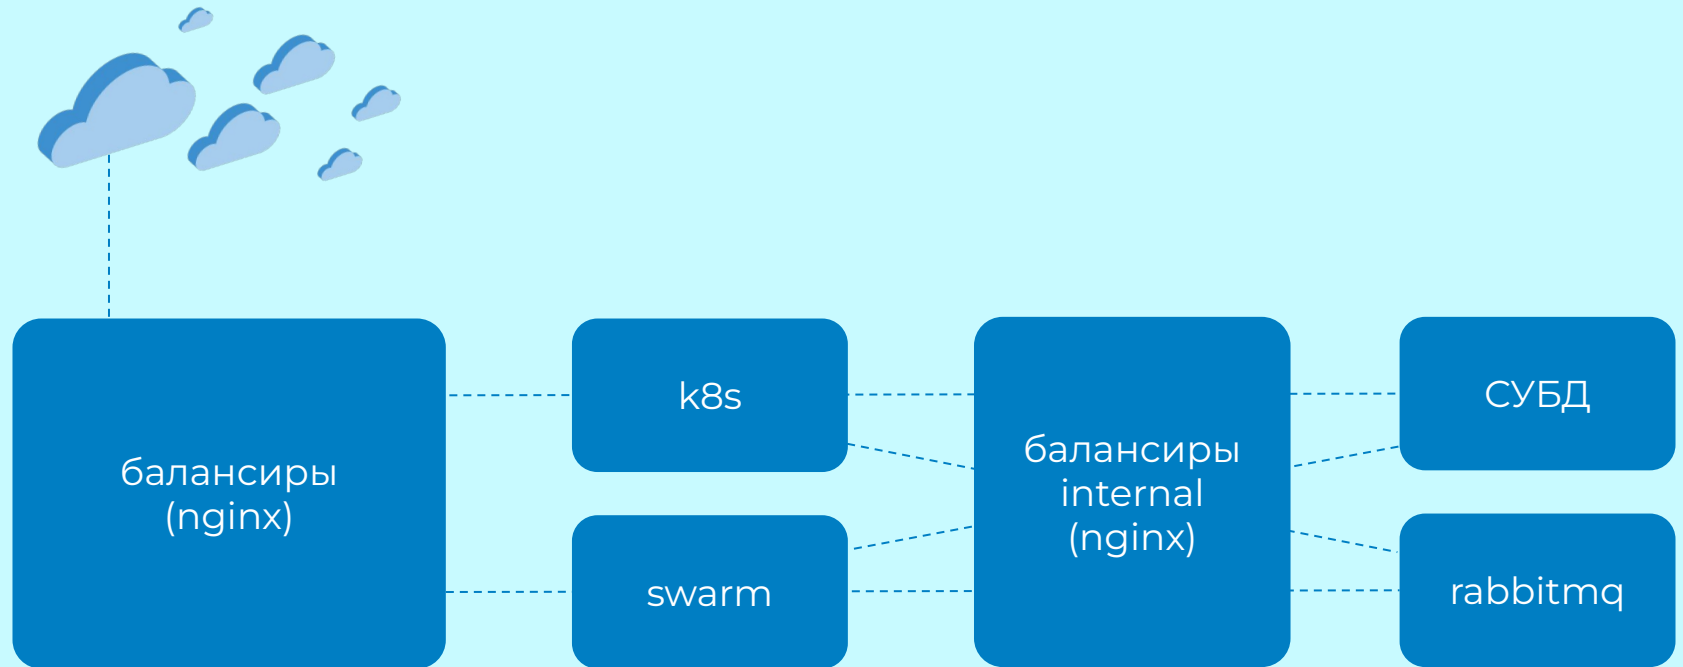 балансиры
(nginx)
k8s
swarm
балансиры
internal
(nginx)
СУБД
rabbitmq